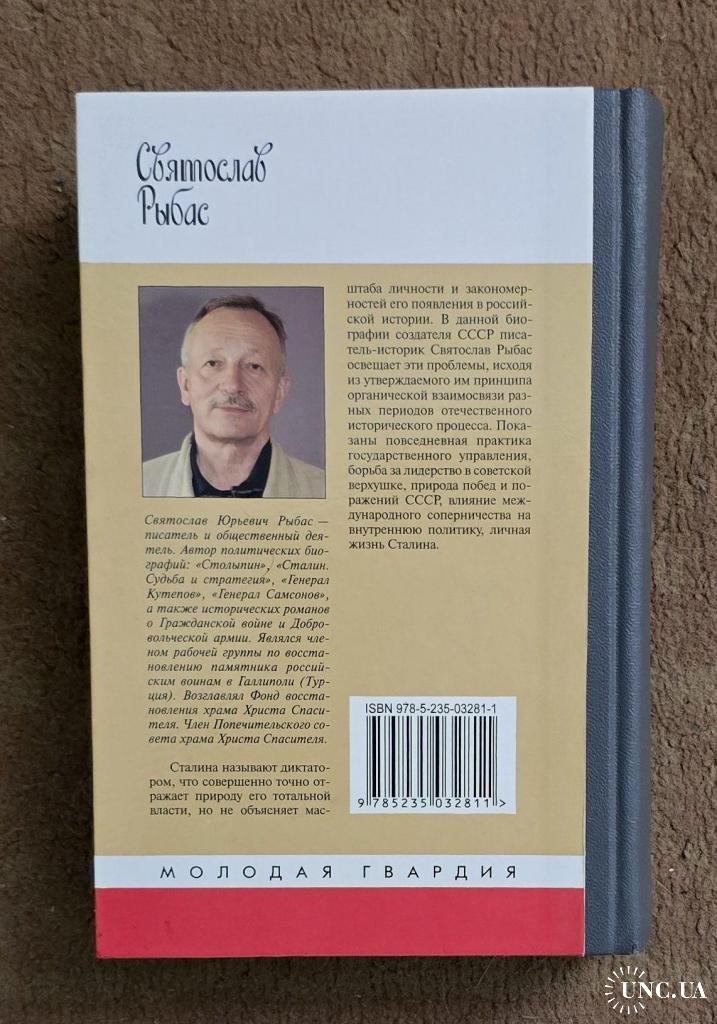 Святослав
Рыбас
Святослав Юрьевич Рыбас —
писатель и общественный дея-
тель. Автор политических био-
графий: «Столыпин», «Сталин.
Судьба и стратегия», «Генерал
Кутепов», «Генерал Самсонов»,
а также исторических романов
о Гражданской войне и Добро-
вольческой армии. Являлся чле-
ном рабочей группы по восста-
новлению памятника россий-
ским воинам в Галлиполи (Тур-
ция). Возглавлял Фонд восста-
новления храма Христа Спаси-
теля. Член Попечительского со-
вета храма Христа Спасителя.
Сталина называют диктато-
ром, что совершенно точно от-
ражает природу его тотальной
власти, но не объясняет мас-
штаба личности и закономер-
ностей его появления в россий-
ской истории. В данной био-
графии создателя СССР писа-
тель-историк Святослав Рыбас
освещает эти проблемы, исходя
из утверждаемого им принципа
органической взаимосвязи раз-
ных периодов отечественного
исторического процесса. Пока-
заны повседневная практика
государственного управления,
борьба за лидерство в советской
верхушке, природа побед и по-
ражений СССР, влияние меж-
дународного соперничества на
внутреннюю политику, личная
жизнь Сталина.
ISBN 978-5-235-03281-1
9 785235 032811 >
МОЛОДАЯ ГВАРДИЯ
UNC.UA